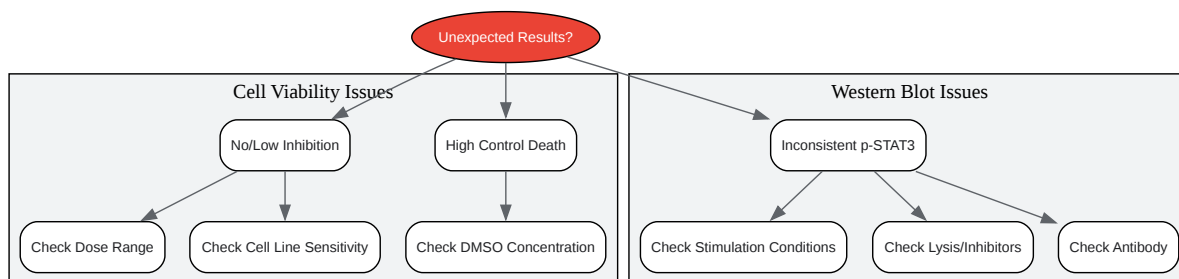 Unexpected Results?
Cell Viability Issues
Western Blot Issues
No/Low Inhibition
High Control Death
Inconsistent p-STAT3
Check Dose Range
Check Cell Line Sensitivity
Check DMSO Concentration
Check Stimulation Conditions
Check Lysis/Inhibitors
Check Antibody